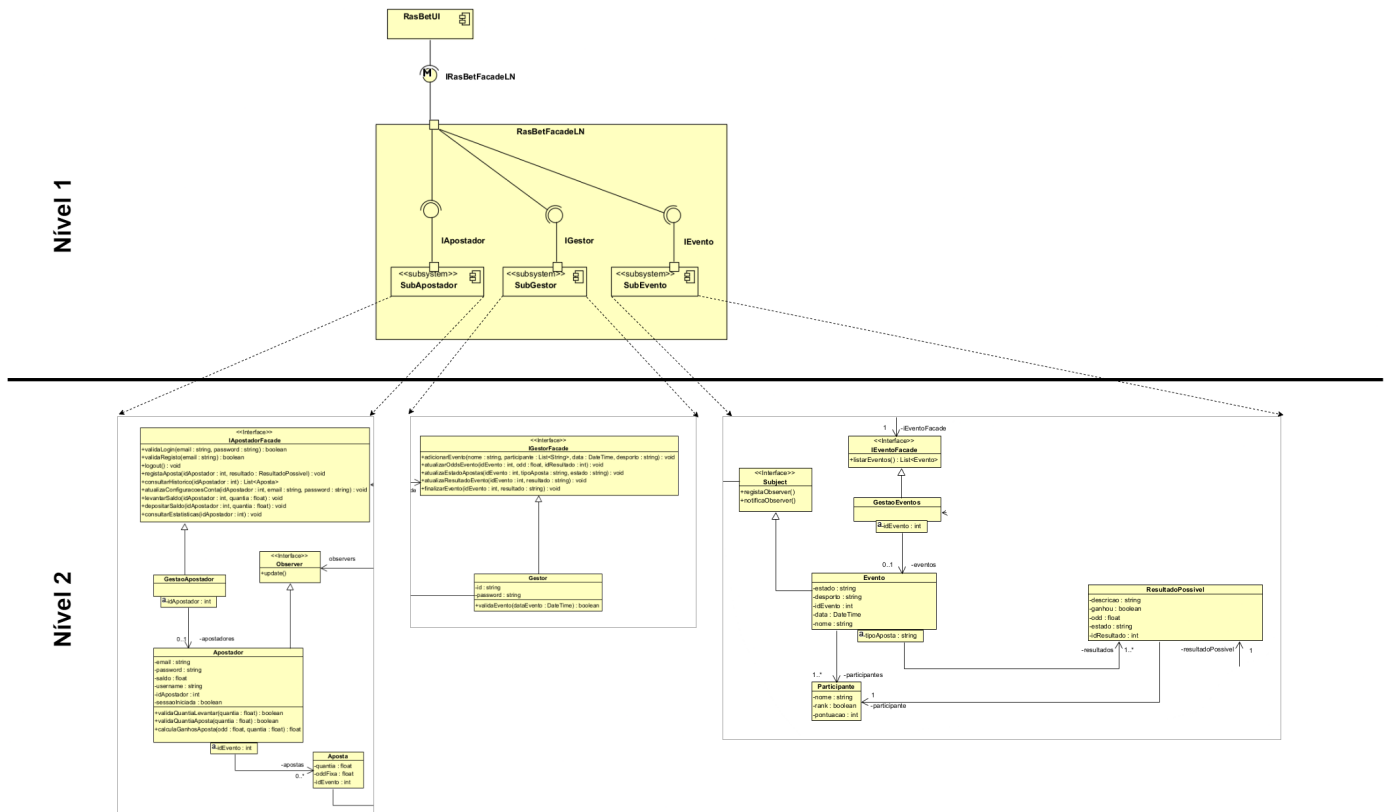 RasBetUI
M
IRasBetFacadeLN
RasBetFacadeLN
Nível 1
IApostador
IGestor
IEvento
<<subsystem>>
SubApostador
<<subsystem>>
SubGestor
<<subsystem>>
SubEvento
Nível 2
<<Interface>>
IApostadorFacade
+validaLogin(email : string, password : string) : boolean
+validaRegisto(email : string) : boolean
+logout() : void
+registaAposta(idApostador : int, resultado : ResultadoPossivel) : void
+consultarHistorico(idApostador : int) : List<Aposta>
+atualizaConfiguracoesConta(idApostador : int, email : string, password : string) : void
+levantarSaldo(idApostador : int, quantia : float) : void
+depositarSaldo(idApostador : int, quantia : float) : void
+consultarEstatisticas(idApostador : int) : void
<<Interface>>
Observer
+update()
observers
GestaoApostador
-idApostador : int
0..1
-apostadores
Apostador
-email : string
-password : string
-saldo : float
-username : string
-idApostador : int
-sessaoIniciada : boolean
+validaQuantiaLevantar(quantia : float) : boolean
+validaQuantiaAposta(quantia : float) : boolean
+calculaGanhosAposta(odd : float, quantia : float) : float
-idEvento : int
-apostas
0..*
Aposta
-quantia : float
-oddFixa : float
-idEvento : int
<<Interface>>
IGestorFacade
+adicionarEvento(nome : string, participante : List<String>, data : DateTime, desporto : string) : void
+atualizarOddsEvento(idEvento : int, odd : float, idResultado : int) : void
+atualizaEstadoApostas(idEvento : int, tipoAposta : string, estado : string) : void
+atualizaResultadoEvento(idEvento : int, resultado : string) : void
+finalizarEvento(idEvento : int, resultado : string) : void
Gestor
-id : string
-password : string
+validaEvento(dataEvento : DateTime) : boolean
1
-iEventoFacade
<<Interface>>
IEventoFacade
+listarEventos() : List<Evento>
<<Interface>>
Subject
+registaObserver()
+notificaObserver()
GestaoEventos
-idEvento : int
0..1
-eventos
Evento
-estado : string
-desporto : string
-idEvento : int
-data : DateTime
-nome : string
-tipoAposta : string
ResultadoPossivel
-descricao : string
-ganhou : boolean
-odd : float
-estado : string
-idResultado : int
-resultados
1..*
-resultadoPossivel
1
1..*
-participantes
Participante
-nome : string
-rank : boolean
-pontuacao : int
1
-participante